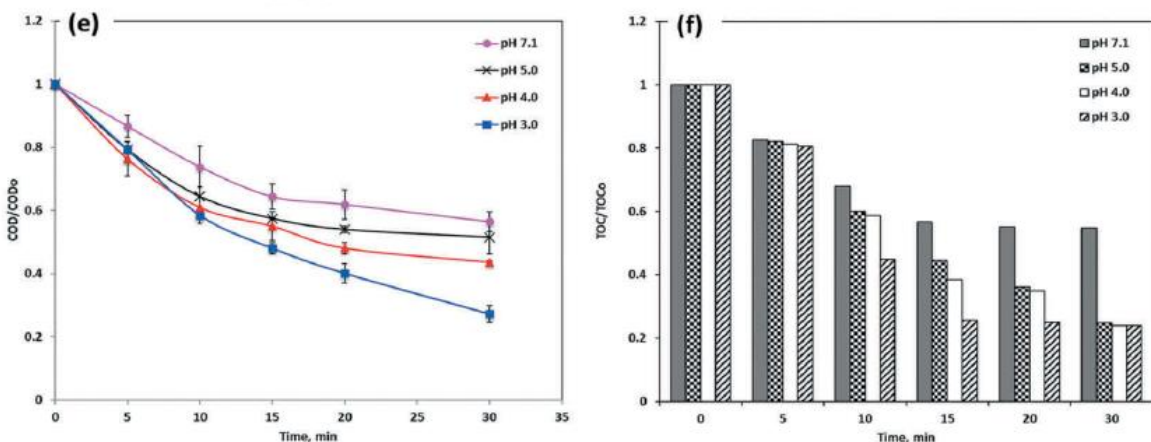 (e)
1.2
1
0.8
0.6
0.4
0.2
0
COD/CODo
pH 7.1
pH 5.0
pH 4.0
pH 3.0
0 5 10 15 20 25 30 35
Time, min
(f)
1.2
1
0.8
0.6
0.4
0.2
0
TOC/TOCo
pH 7.1
pH 5.0
pH 4.0
pH 3.0
0 5 10 15 20 30
Time, min